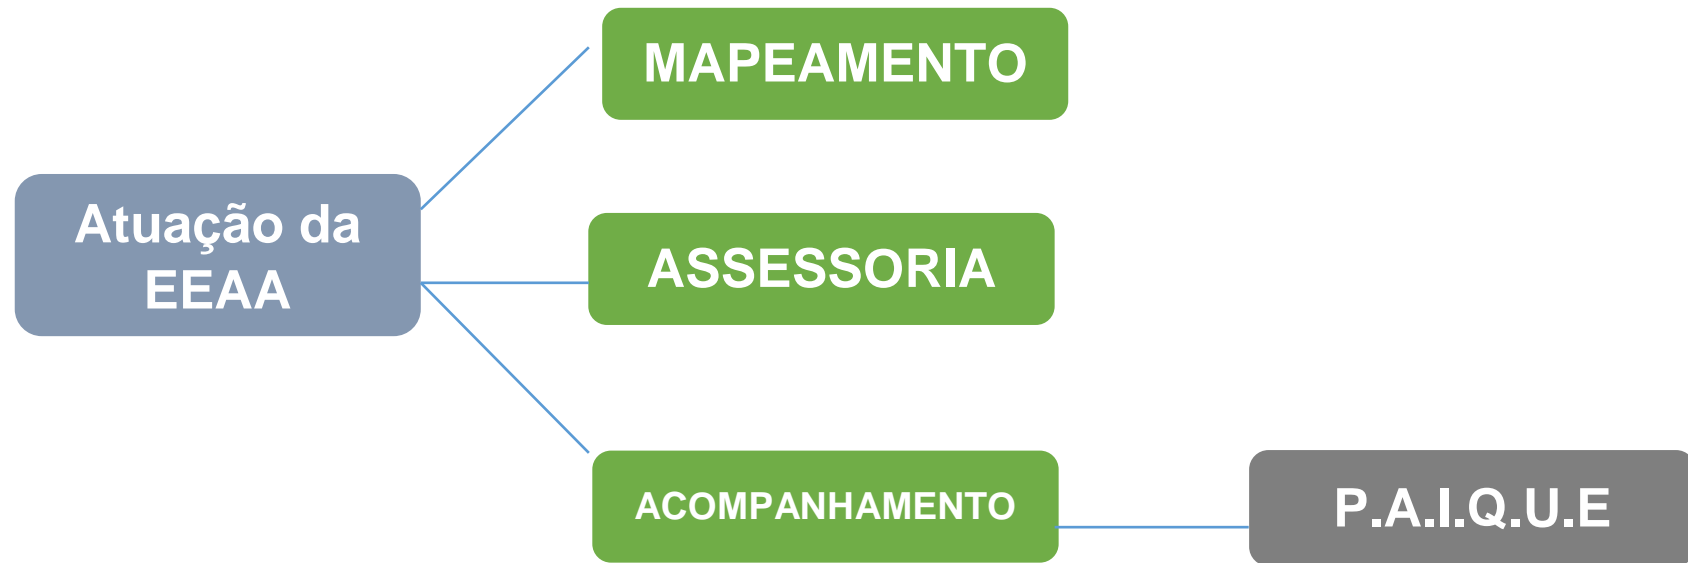 MAPEAMENTO
Atuação da
EEAA
ASSESSORIA
ACOMPANHAMENTO
P.A.I.Q.U.E